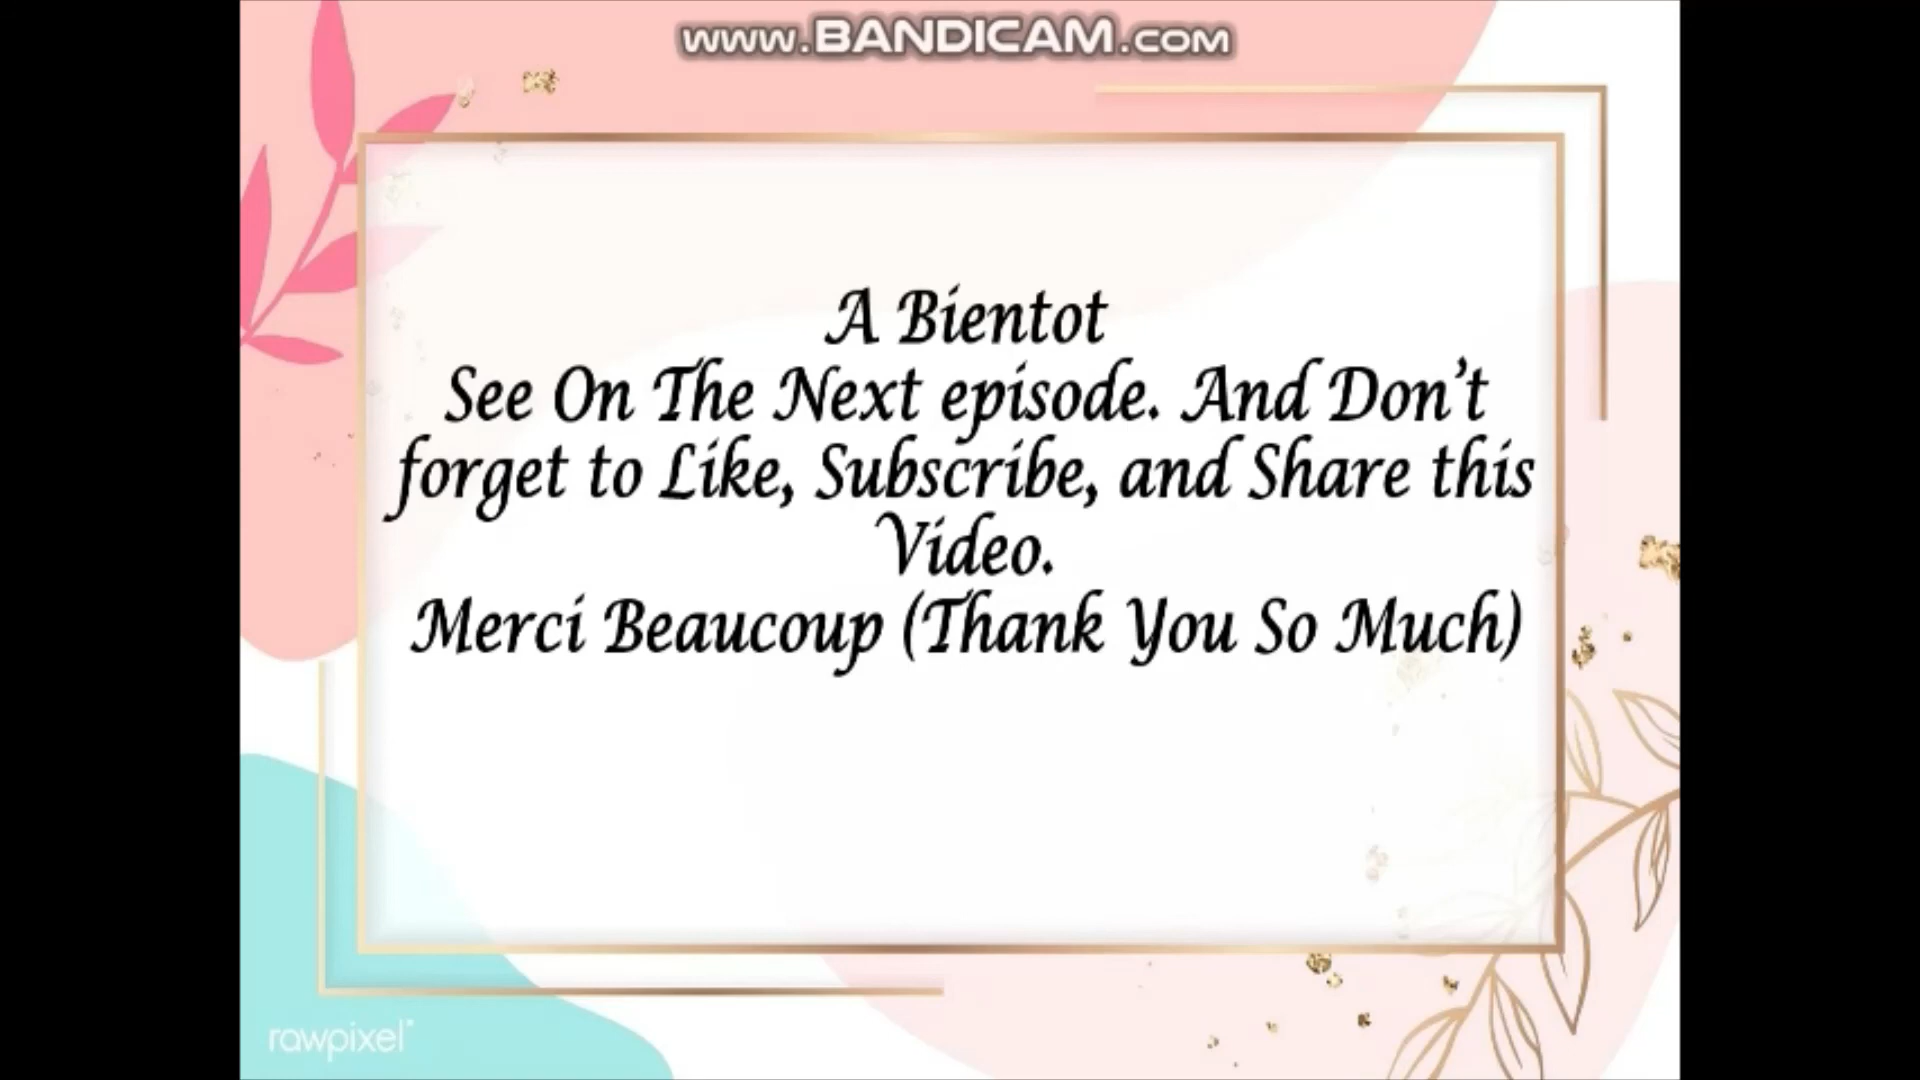 www.BANDICAM.com
A Bientot
See On The Next episode. And Don't
forget to Like, Subscribe, and Share this
Video.
Merci Beaucoup (Thank You So Much)
rawpixel